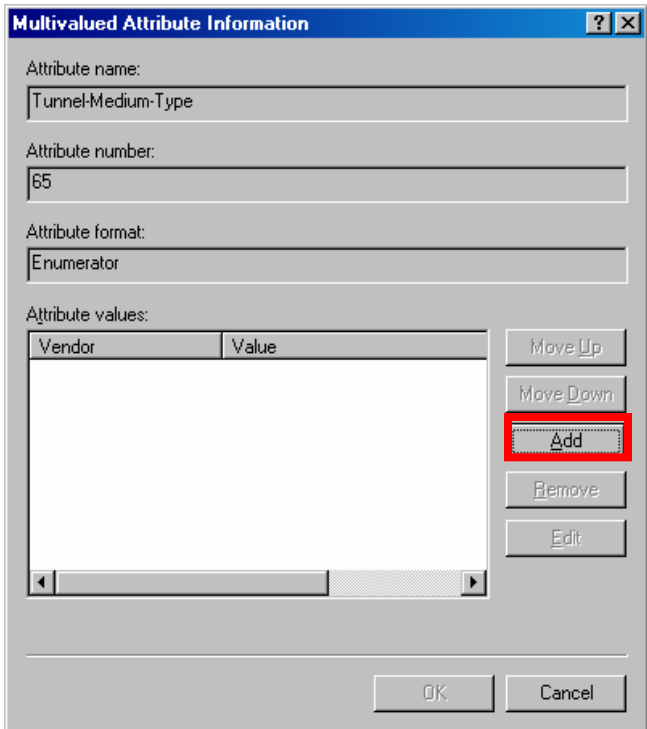 Multivalued Attribute Information
Attribute name:
Tunnel-Medium-Type
Attribute number:
65
Attribute format:
Enumerator
Attribute values:
Vendor Value
Move Up
Move Down
Add
Remove
Edit
OK Cancel